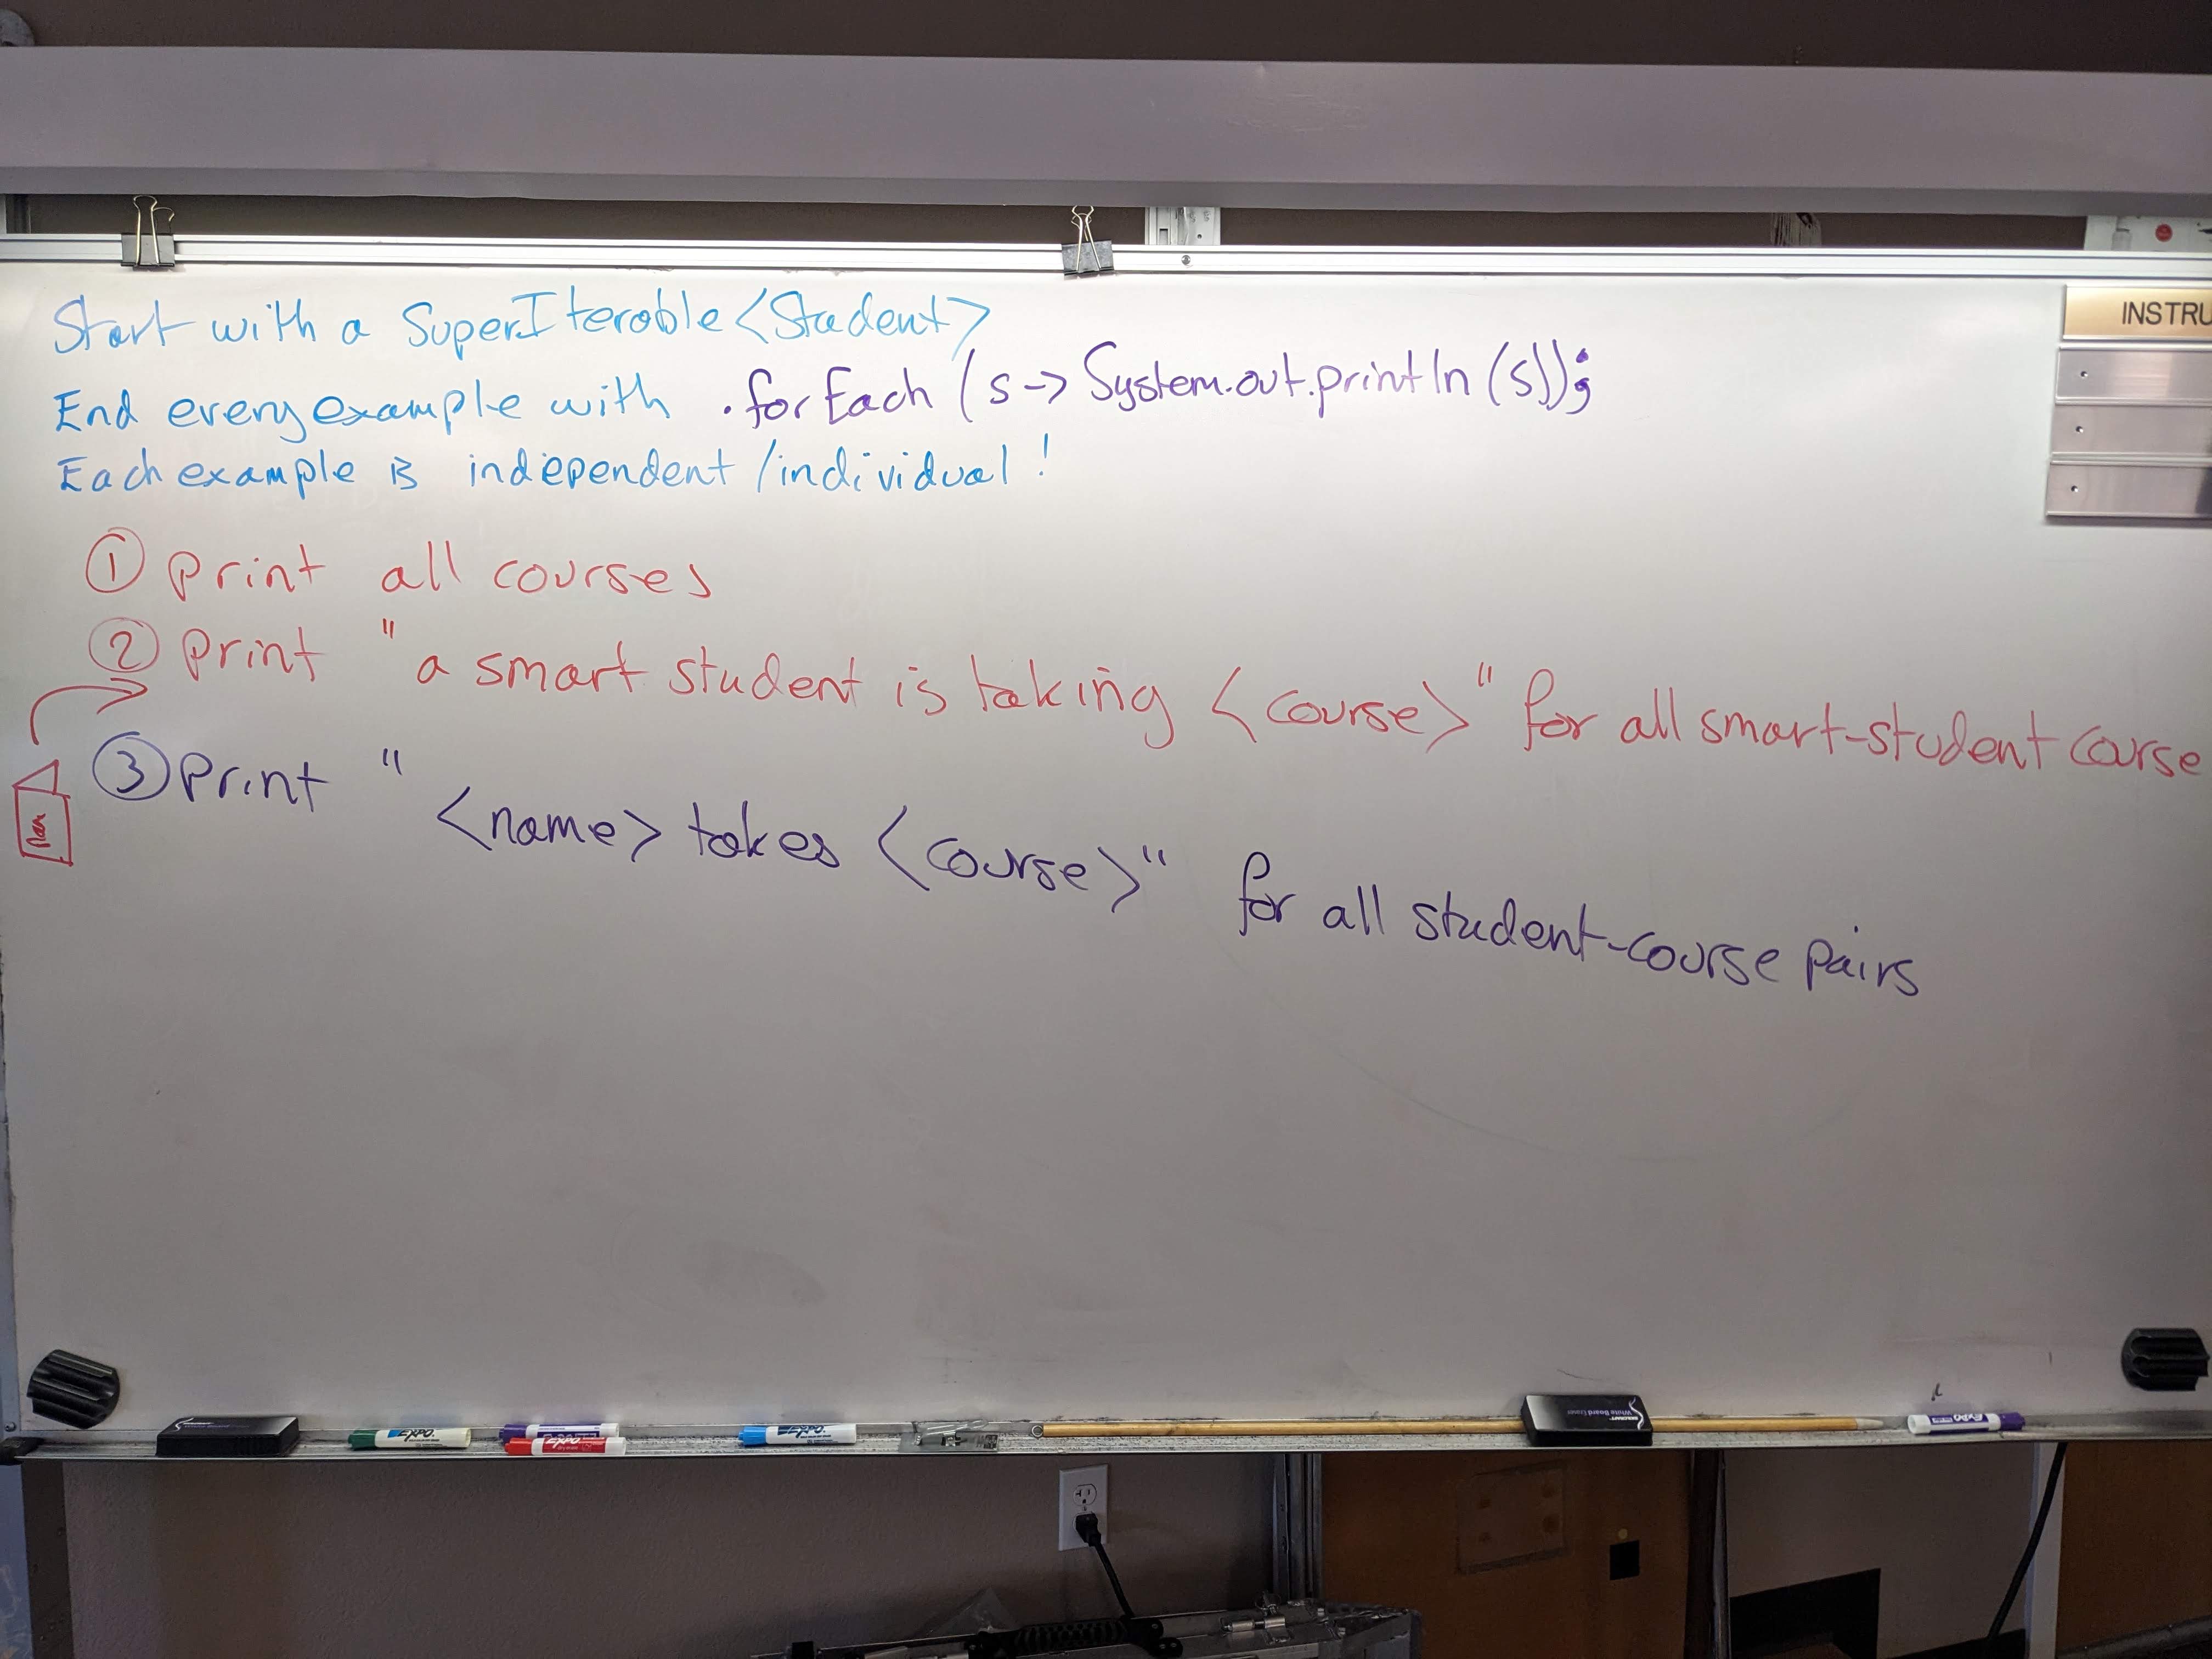 INSTRU
Start with a SuperIterable<Student>
End every example with .forEach (s -> System.out.println(s));
Each example is independent/individual!
① print all courses
② print "a smart student is taking <course>" for all smart-student course
③ Print "<name> takes <course>" for all student-course pairs
EXPO
EXPO
EXPO
White Board Eraser
EXPO